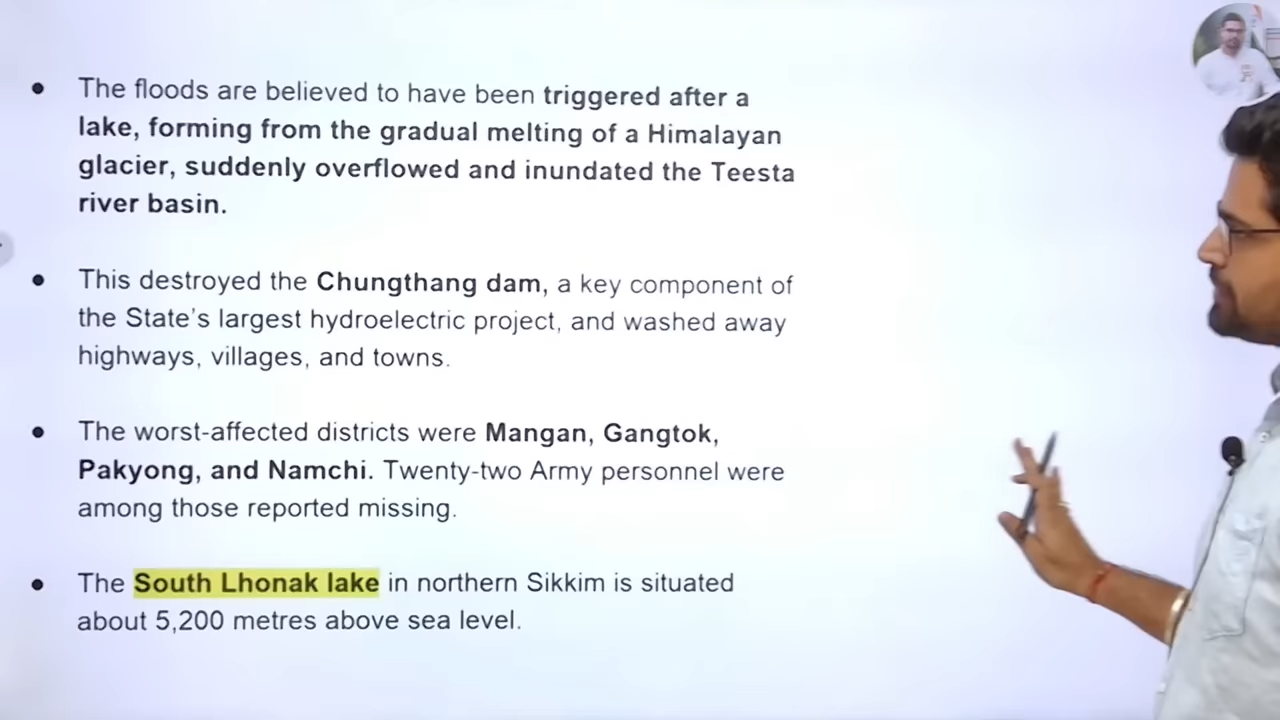 The floods are believed to have been triggered after a
lake, forming from the gradual melting of a Himalayan
glacier, suddenly overflowed and inundated the Teesta
river basin.
This destroyed the Chungthang dam, a key component of
the State's largest hydroelectric project, and washed away
highways, villages, and towns.
The worst-affected districts were Mangan, Gangtok,
Pakyong, and Namchi. Twenty-two Army personnel were
among those reported missing.
The South Lhonak lake in northern Sikkim is situated
about 5,200 metres above sea level.